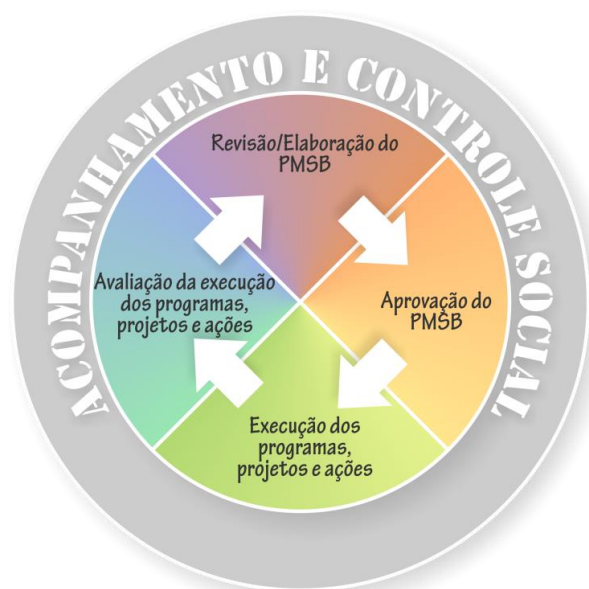 ACOMPANHAMENTO E CONTROLE SOCIAL
Revisão/Elaboração do
PMSB
Aprovação do
PMSB
Execução dos
programas,
projetos e ações
Avaliação da execução
dos programas,
projetos e ações